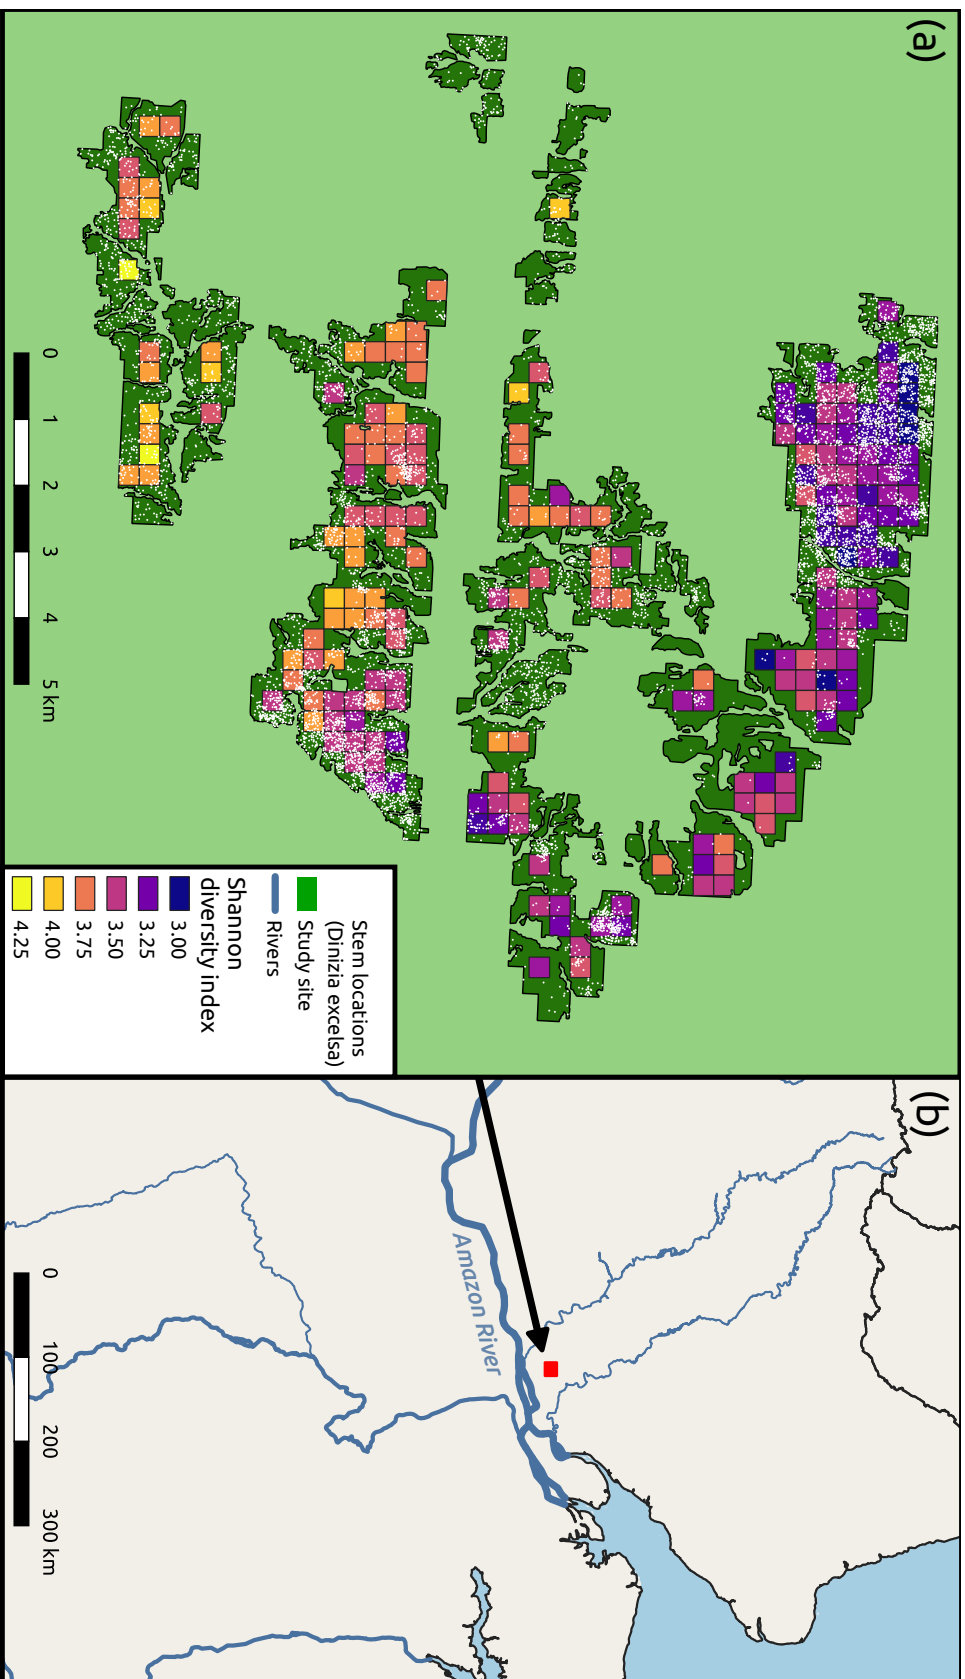 (a)
0 1 2 3 4 5 km
Stem locations
(Dinizia excelsa)
Study site
Rivers
Shannon
diversity index
3.00
3.25
3.50
3.75
4.00
4.25
(b)
Amazon River
0 100 200 300 km